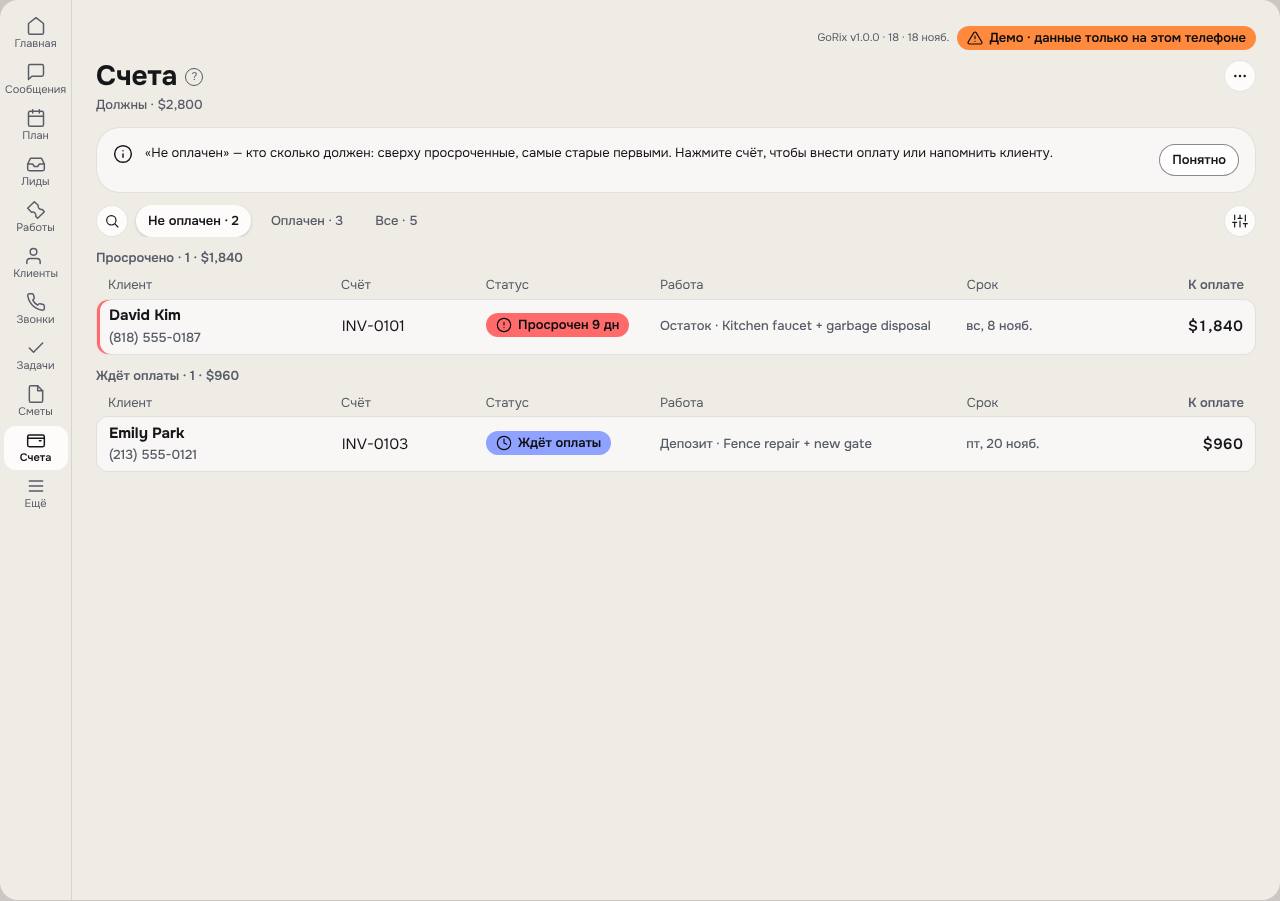 Главная
Сообщения
План
Лиды
Работы
Клиенты
Звонки
Задачи
Сметы
Счета
Ещё
GoRix v1.0.0 · 18 · 18 нояб.
Демо · данные только на этом телефоне
Счета ?
Должны · $2,800
«Не оплачен» — кто сколько должен: сверху просроченные, самые старые первыми. Нажмите счёт, чтобы внести оплату или напомнить клиенту.
Понятно
Не оплачен · 2 Оплачен · 3 Все · 5
Просрочено · 1 · $1,840
Клиент Счёт Статус Работа Срок К оплате
David Kim
(818) 555-0187
INV-0101 Просрочен 9 дн Остаток · Kitchen faucet + garbage disposal вс, 8 нояб. $1,840
Ждёт оплаты · 1 · $960
Клиент Счёт Статус Работа Срок К оплате
Emily Park
(213) 555-0121
INV-0103 Ждёт оплаты Депозит · Fence repair + new gate пт, 20 нояб. $960